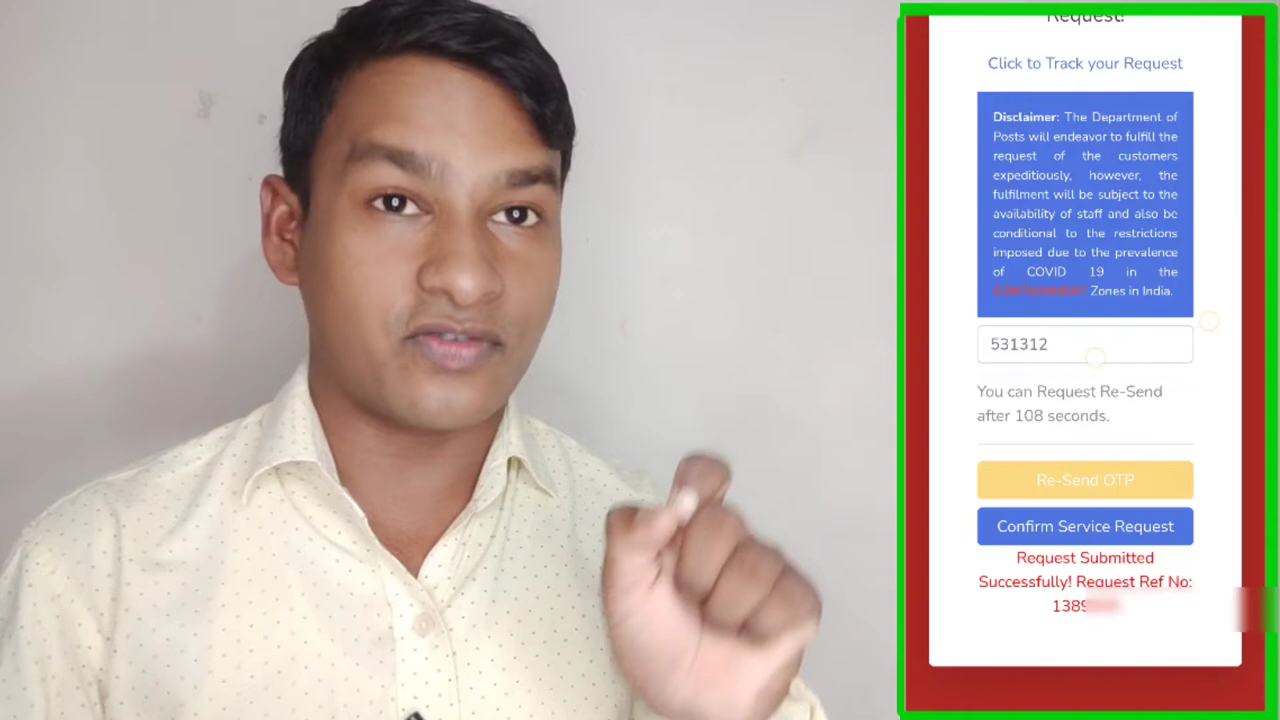 Request!
Click to Track your Request
Disclaimer: The Department of
Posts will endeavor to fulfill the
request of the customers
expeditiously, however, the
fulfilment will be subject to the
availability of staff and also be
conditional to the restrictions
imposed due to the prevalence
of COVID 19 in the
CONTAINMENT Zones in India.
531312
You can Request Re-Send
after 108 seconds.
Re-Send OTP
Confirm Service Request
Request Submitted
Successfully! Request Ref No:
1389